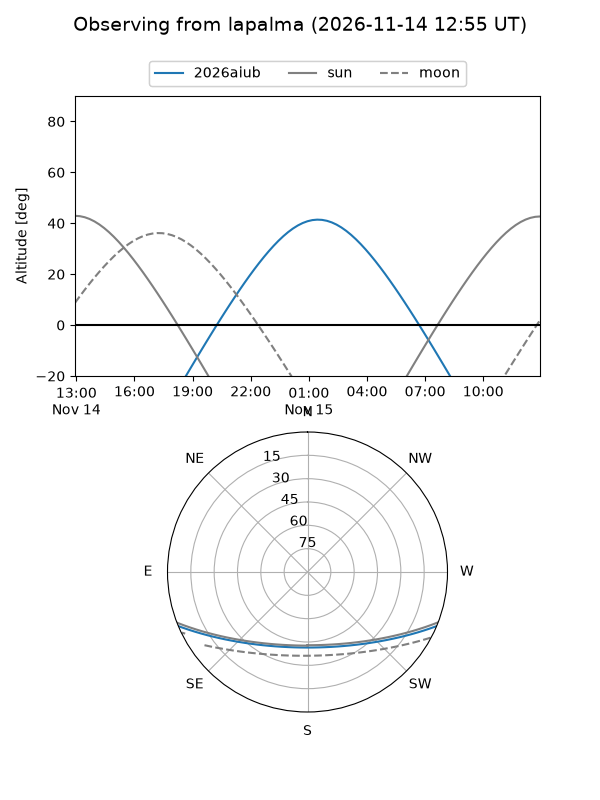 Observing from lapalma (2026-11-14 12:55 UT)
2026aiub sun moon
Altitude [deg]
80
60
40
20
0
−20
13:00 16:00 19:00 22:00 01:00 04:00 07:00 10:00
Nov 14 Nov 15
N
NE NW
15
30
45
60
75
E W
SE SW
S